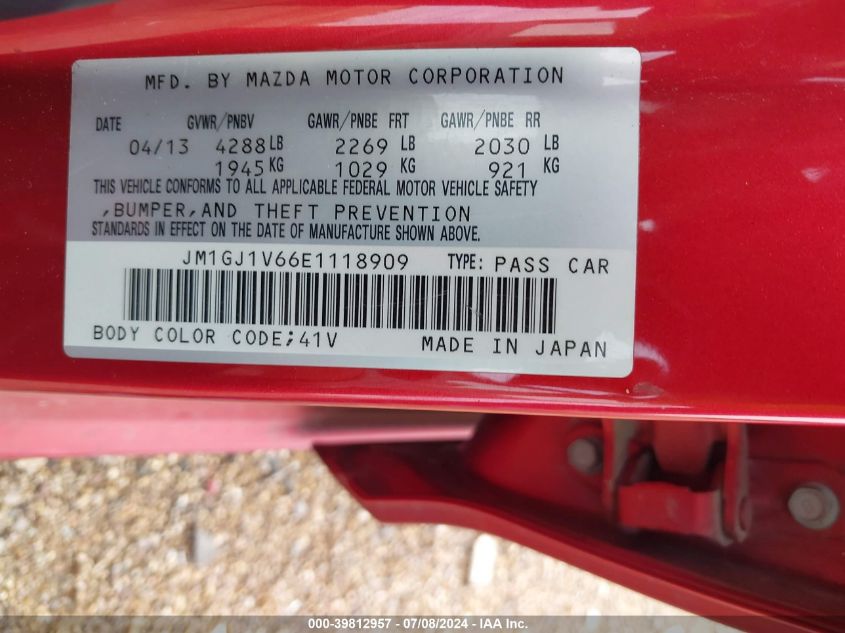 MFD. BY MAZDA MOTOR CORPORATION
DATE GVWR/PNBV GAWR/PNBE FRT GAWR/PNBE RR
04/13 4288 LB 2269 LB 2030 LB
1945 KG 1029 KG 921 KG
THIS VEHICLE CONFORMS TO ALL APPLICABLE FEDERAL MOTOR VEHICLE SAFETY
,BUMPER,AND THEFT PREVENTION
STANDARDS IN EFFECT ON THE DATE OF MANUFACTURE SHOWN ABOVE.
JM1GJ1V66E1118909 TYPE: PASS CAR
BODY COLOR CODE;41V MADE IN JAPAN
000-39812957 - 07/08/2024 - IAA Inc.